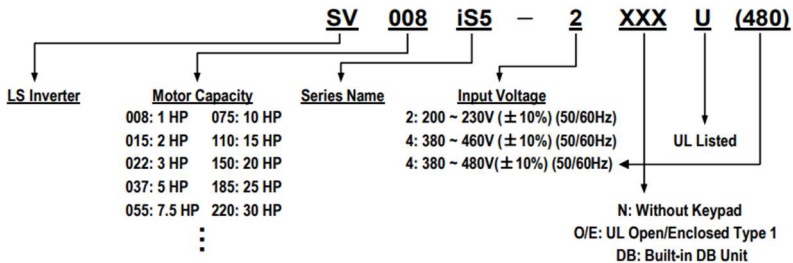 SV 008 iS5 – 2 XXX U (480)
LS Inverter Motor Capacity Series Name Input Voltage
008: 1 HP 075: 10 HP 2: 200 ~ 230V (±10%) (50/60Hz)
015: 2 HP 110: 15 HP 4: 380 ~ 460V (±10%) (50/60Hz) UL Listed
022: 3 HP 150: 20 HP 4: 380 ~ 480V(±10%) (50/60Hz)
037: 5 HP 185: 25 HP
055: 7.5 HP 220: 30 HP
N: Without Keypad
O/E: UL Open/Enclosed Type 1
DB: Built-in DB Unit